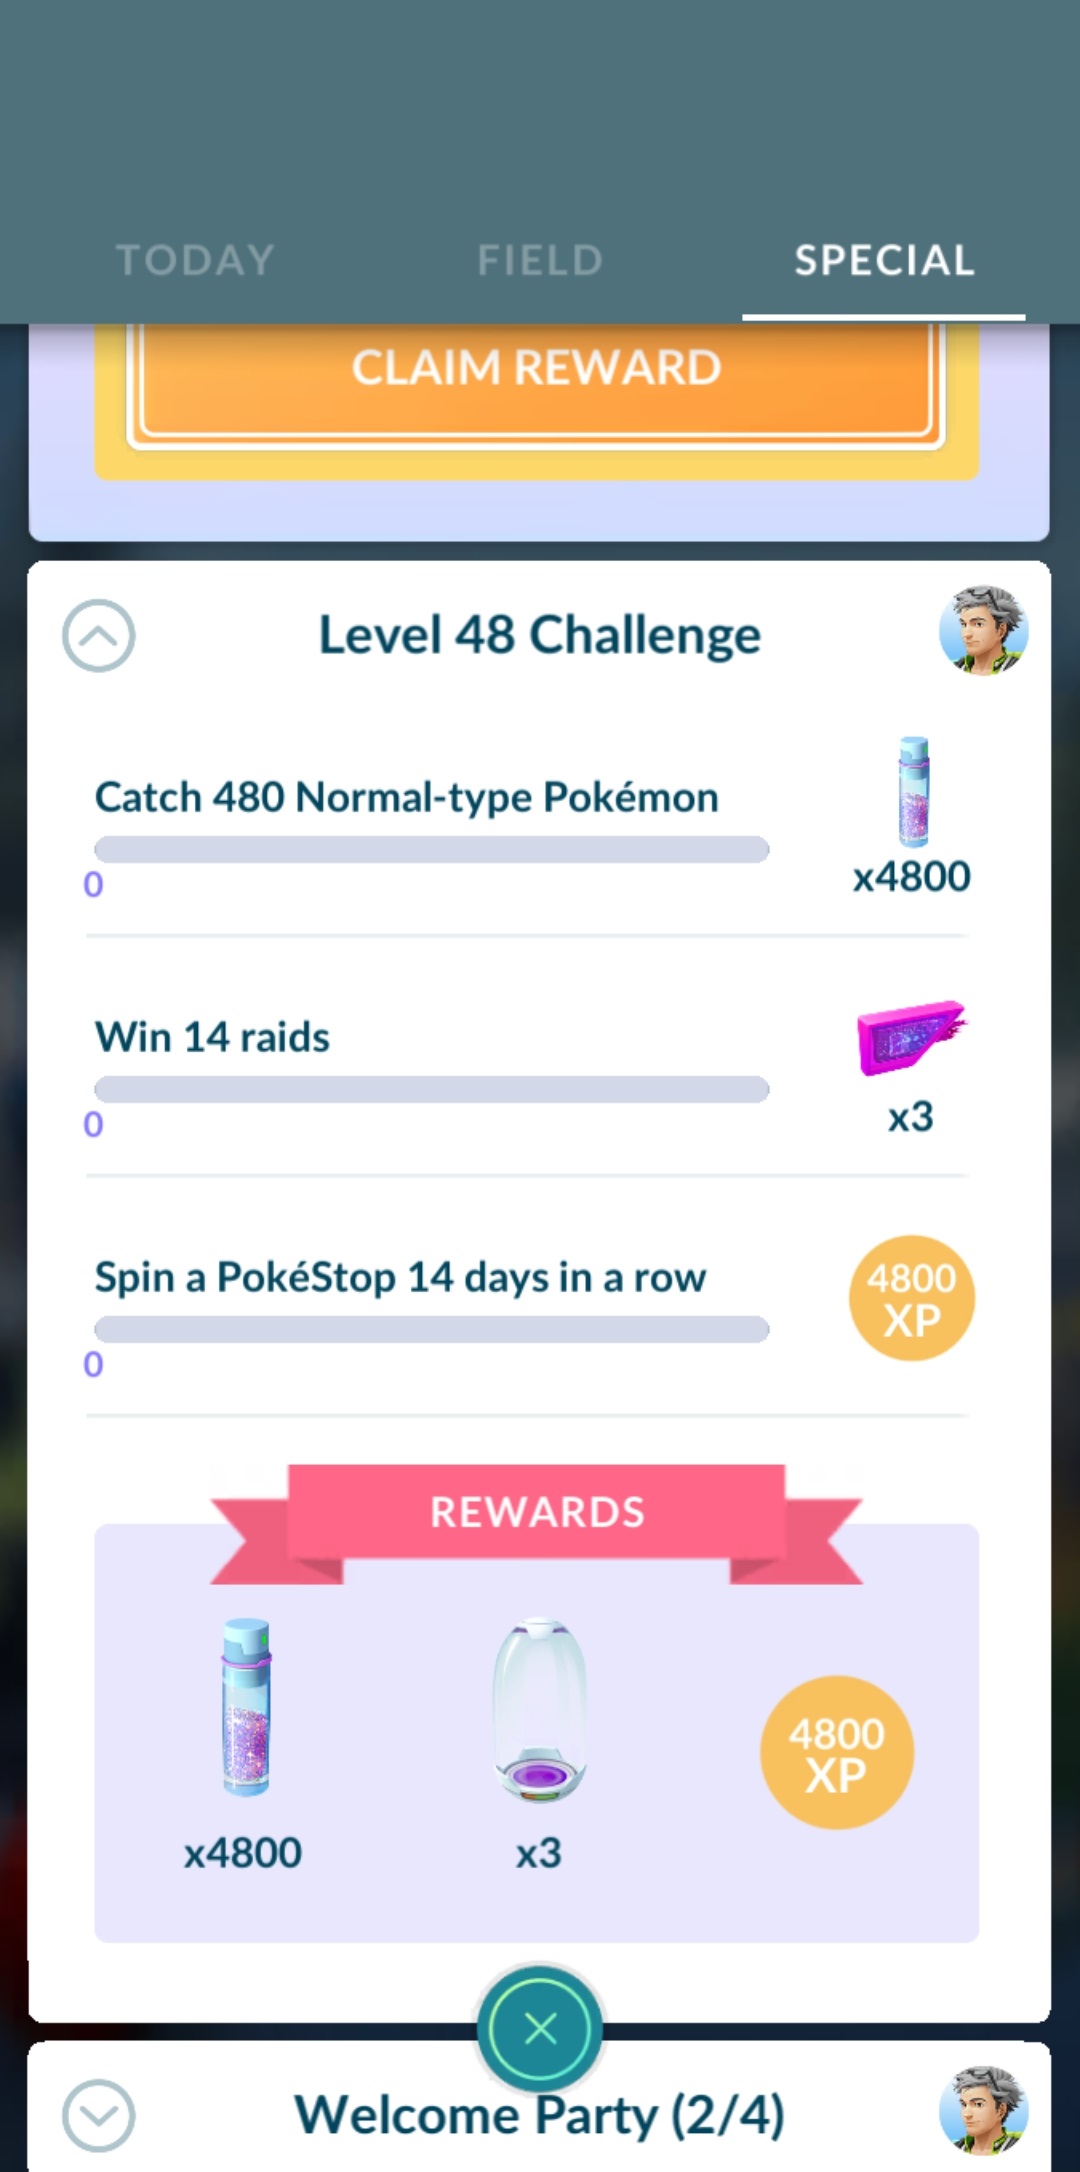 TODAY
FIELD
SPECIAL
CLAIM REWARD
Level 48 Challenge
Catch 480 Normal-type Pokémon
0
x4800
Win 14 raids
0
x3
Spin a PokéStop 14 days in a row
0
4800
XP
REWARDS
x4800
x3
4800
XP
Welcome Party (2/4)